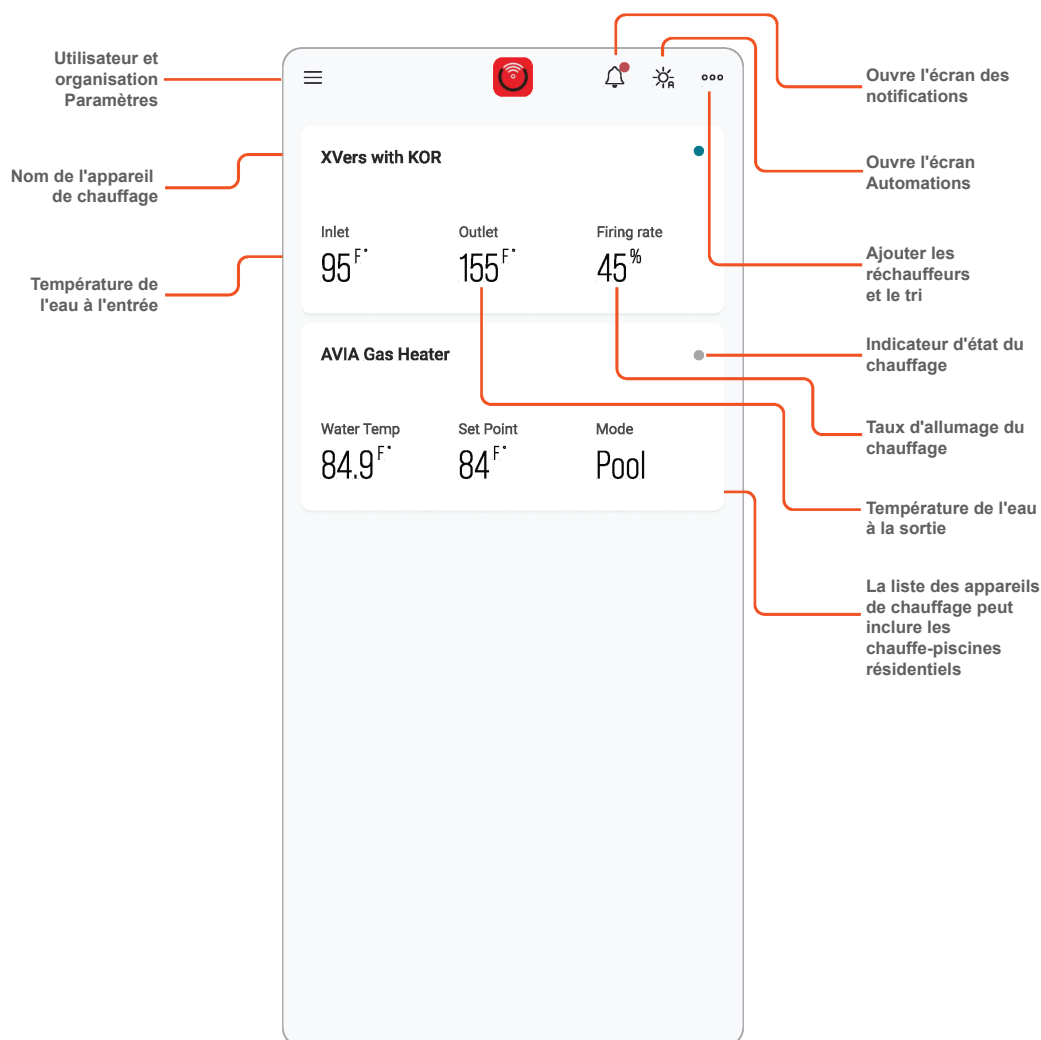 Utilisateur et
organisation
Paramètres
Nom de l'appareil
de chauffage
Température de
l'eau à l'entrée
A
XVers with KOR
Inlet
Outlet
Firing rate
95 F°
155 F°
45 %
AVIA Gas Heater
Water Temp
Set Point
Mode
84.9 F°
84 F°
Pool
Ouvre l'écran des
notifications
Ouvre l'écran
Automations
Ajouter les
réchauffeurs
et le tri
Indicateur d'état du
chauffage
Taux d'allumage du
chauffage
Température de l'eau
à la sortie
La liste des appareils
de chauffage peut
inclure les
chauffe-piscines
résidentiels